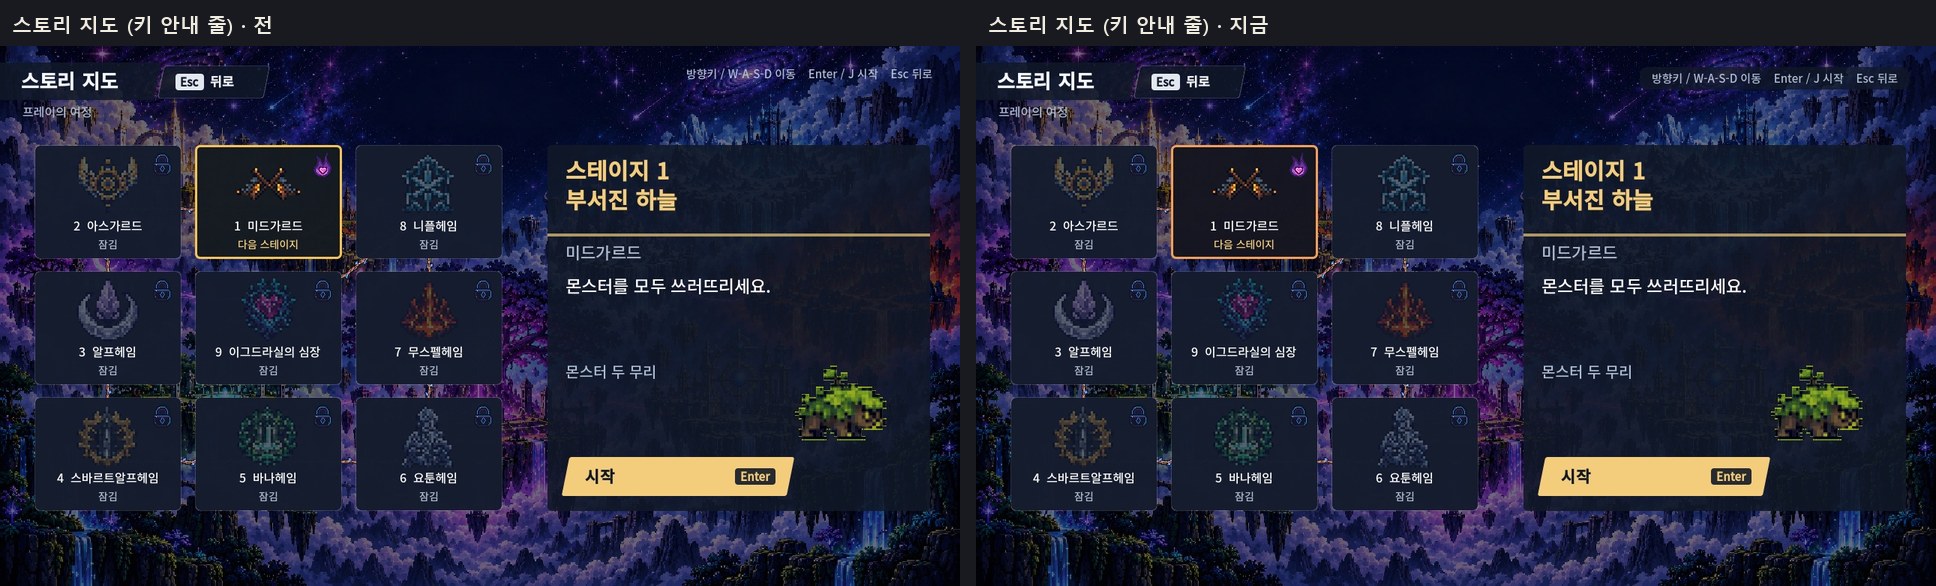 스토리 지도 (키 안내 줄) · 전
스토리 지도
Esc 뒤로
방향키 / W-A-S-D 이동 Enter / J 시작 Esc 뒤로
프레아의 여정
2 아스가르드
잠김
1 미드가르드
다음 스테이지
8 니플헤임
잠김
3 알프헤임
잠김
9 이그드라실의 심장
잠김
7 무스펠헤임
잠김
4 스바르트알프헤임
잠김
5 바나헤임
잠김
6 요툰헤임
잠김
스테이지 1
부서진 하늘
미드가르드
몬스터를 모두 쓰러뜨리세요.
몬스터 두 무리
시작 Enter
스토리 지도 (키 안내 줄) · 지금
스토리 지도
Esc 뒤로
방향키 / W-A-S-D 이동 Enter / J 시작 Esc 뒤로
프레아의 여정
2 아스가르드
잠김
1 미드가르드
다음 스테이지
8 니플헤임
잠김
3 알프헤임
잠김
9 이그드라실의 심장
잠김
7 무스펠헤임
잠김
4 스바르트알프헤임
잠김
5 바나헤임
잠김
6 요툰헤임
잠김
스테이지 1
부서진 하늘
미드가르드
몬스터를 모두 쓰러뜨리세요.
몬스터 두 무리
시작 Enter